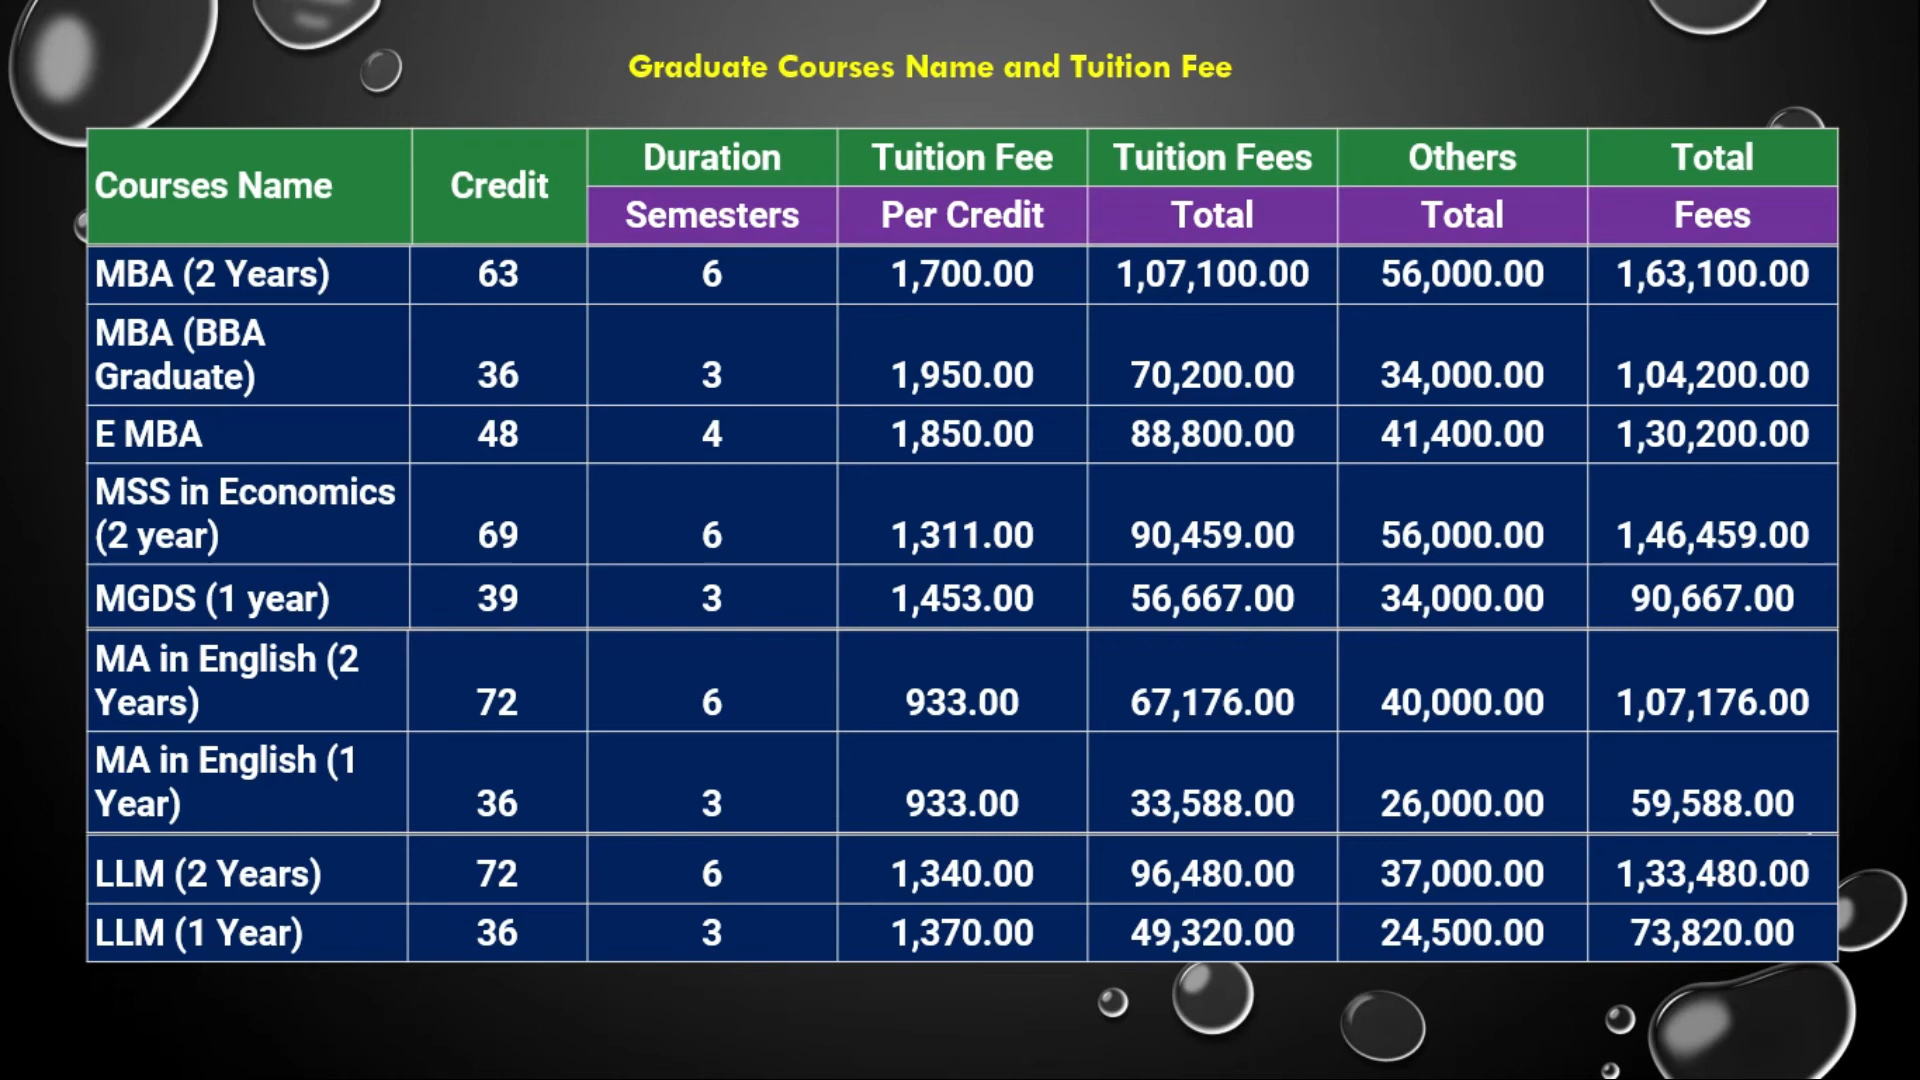 Graduate Courses Name and Tuition Fee
Courses Name Credit Duration Tuition Fee Tuition Fees Others Total
Semesters Per Credit Total Total Fees
MBA (2 Years) 63 6 1,700.00 1,07,100.00 56,000.00 1,63,100.00
MBA (BBA
Graduate) 36 3 1,950.00 70,200.00 34,000.00 1,04,200.00
E MBA 48 4 1,850.00 88,800.00 41,400.00 1,30,200.00
MSS in Economics
(2 year) 69 6 1,311.00 90,459.00 56,000.00 1,46,459.00
MGDS (1 year) 39 3 1,453.00 56,667.00 34,000.00 90,667.00
MA in English (2
Years) 72 6 933.00 67,176.00 40,000.00 1,07,176.00
MA in English (1
Year) 36 3 933.00 33,588.00 26,000.00 59,588.00
LLM (2 Years) 72 6 1,340.00 96,480.00 37,000.00 1,33,480.00
LLM (1 Year) 36 3 1,370.00 49,320.00 24,500.00 73,820.00